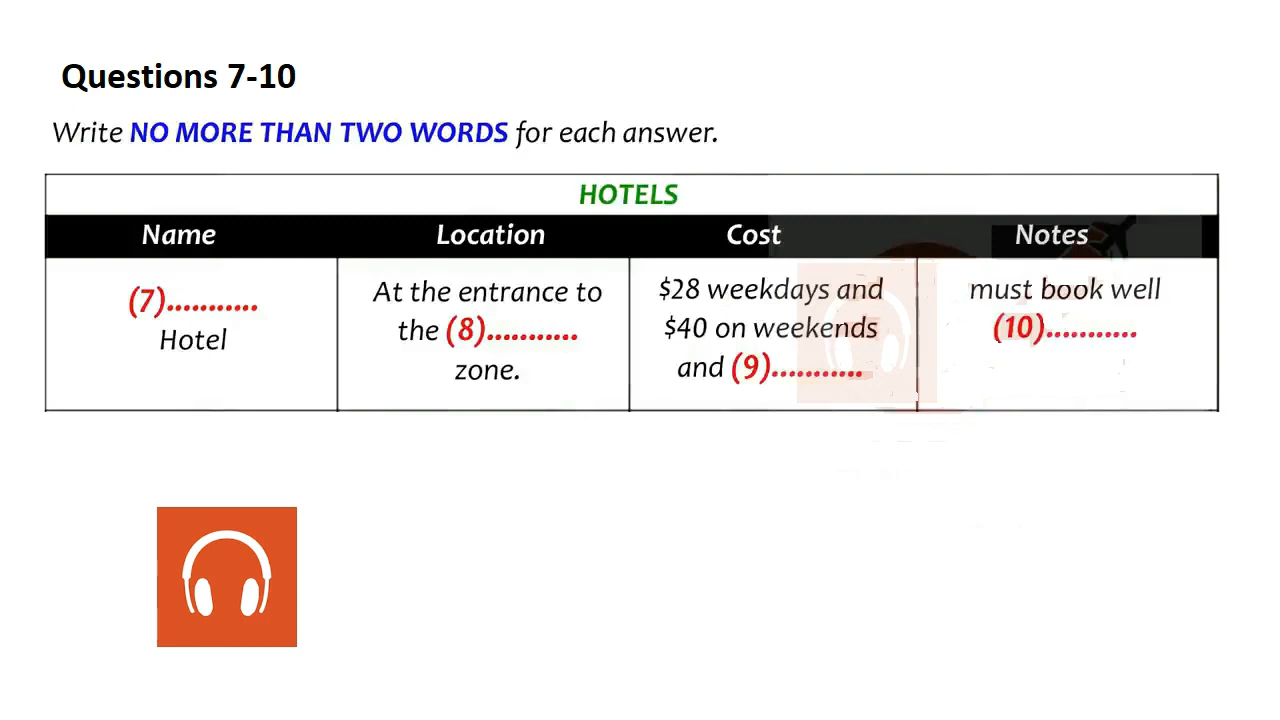 Questions 7-10
Write NO MORE THAN TWO WORDS for each answer.
HOTELS
Name Location Cost Notes
(7)...........
Hotel
At the entrance to
the (8)...........
zone.
$28 weekdays and
$40 on weekends
and (9)...........
must book well
(10)...........